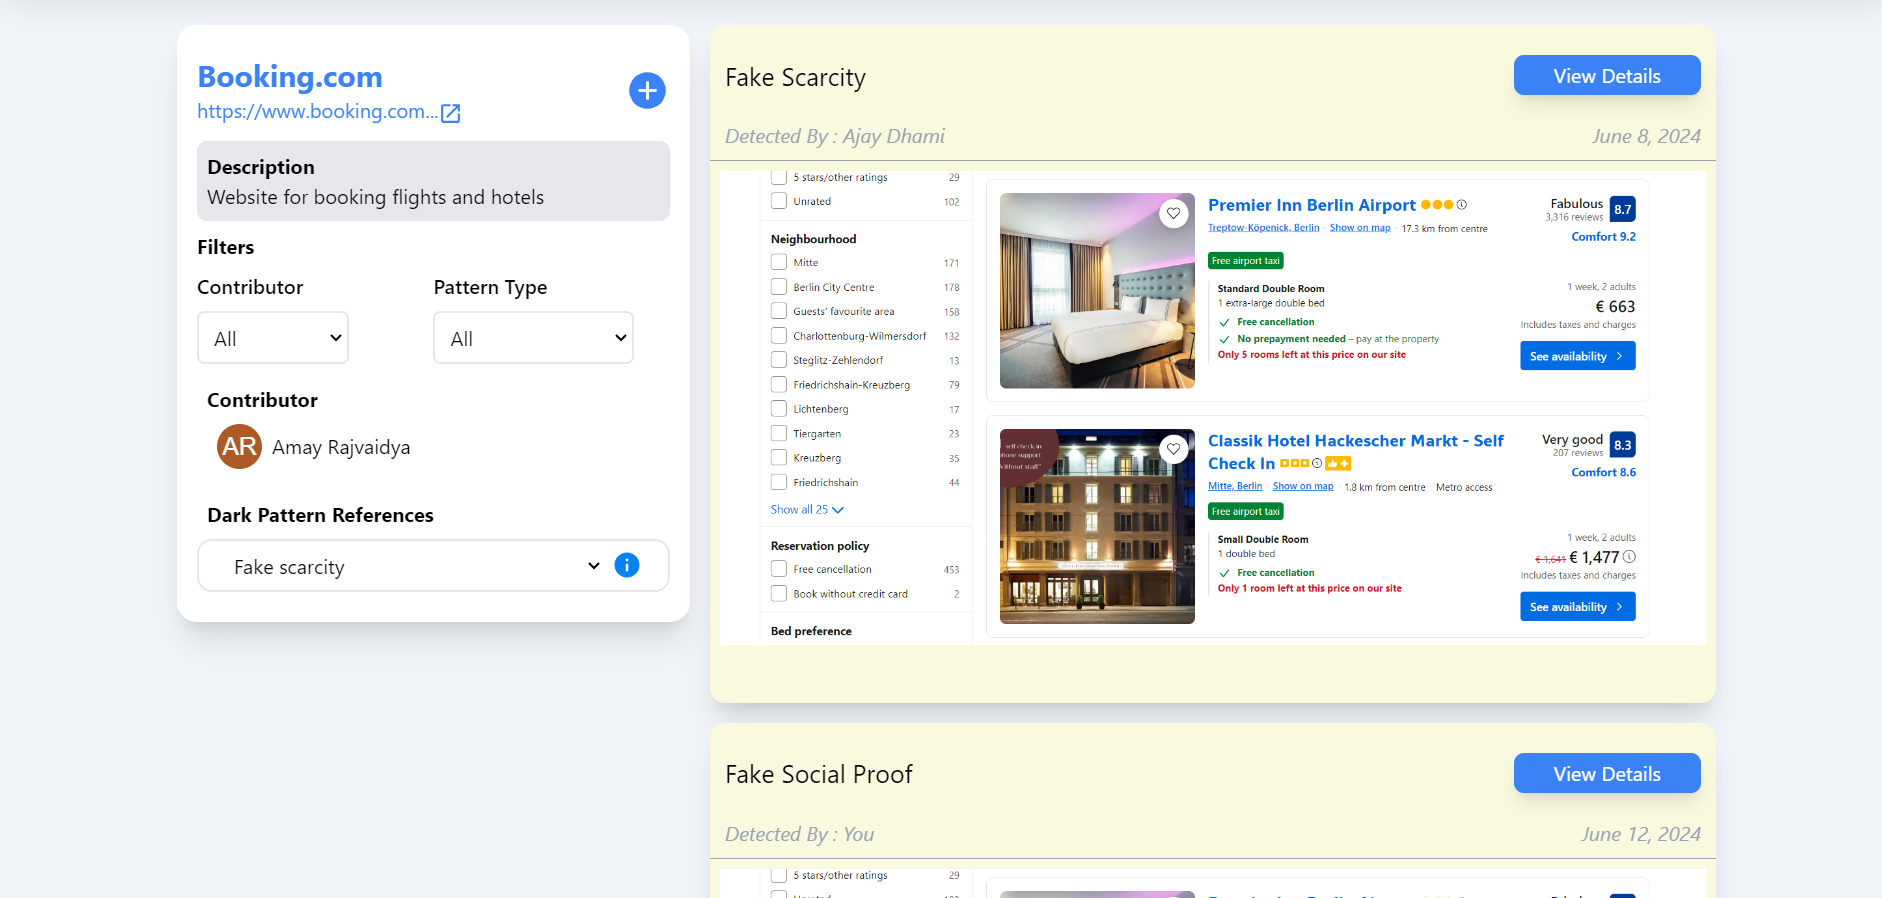 Booking.com
https://www.booking.com...
Description
Website for booking flights and hotels
Filters
Contributor
Pattern Type
All
All
Contributor
AR
Amay Rajvaidya
Dark Pattern References
Fake scarcity
Fake Scarcity
View Details
Detected By : Ajay Dhami
June 8, 2024
5 stars/other ratings 29
Unrated 102
Neighbourhood
Mitte 171
Berlin City Centre 178
Guests' favourite area 158
Charlottenburg-Wilmersdorf 132
Steglitz-Zehlendorf 13
Friedrichshain-Kreuzberg 79
Lichtenberg 17
Tiergarten 23
Kreuzberg 35
Friedrichshain 44
Show all 25
Reservation policy
Free cancellation 453
Book without credit card 2
Bed preference
Premier Inn Berlin Airport
Treptow-Köpenick, Berlin · Show on map · 17.3 km from centre
Free airport taxi
Standard Double Room
1 extra-large double bed
Free cancellation
No prepayment needed – pay at the property
Only 5 rooms left at this price on our site
Fabulous
3,316 reviews
8.7
Comfort 9.2
1 week, 2 adults
€ 663
Includes taxes and charges
See availability
self check in
phone support
without staff"
Classik Hotel Hackescher Markt - Self
Check In
Mitte, Berlin · Show on map · 1.8 km from centre · Metro access
Free airport taxi
Small Double Room
1 double bed
Free cancellation
Only 1 room left at this price on our site
Very good
207 reviews
8.3
Comfort 8.6
1 week, 2 adults
€ 1,641 € 1,477
Includes taxes and charges
See availability
Fake Social Proof
View Details
Detected By : You
June 12, 2024
5 stars/other ratings 29